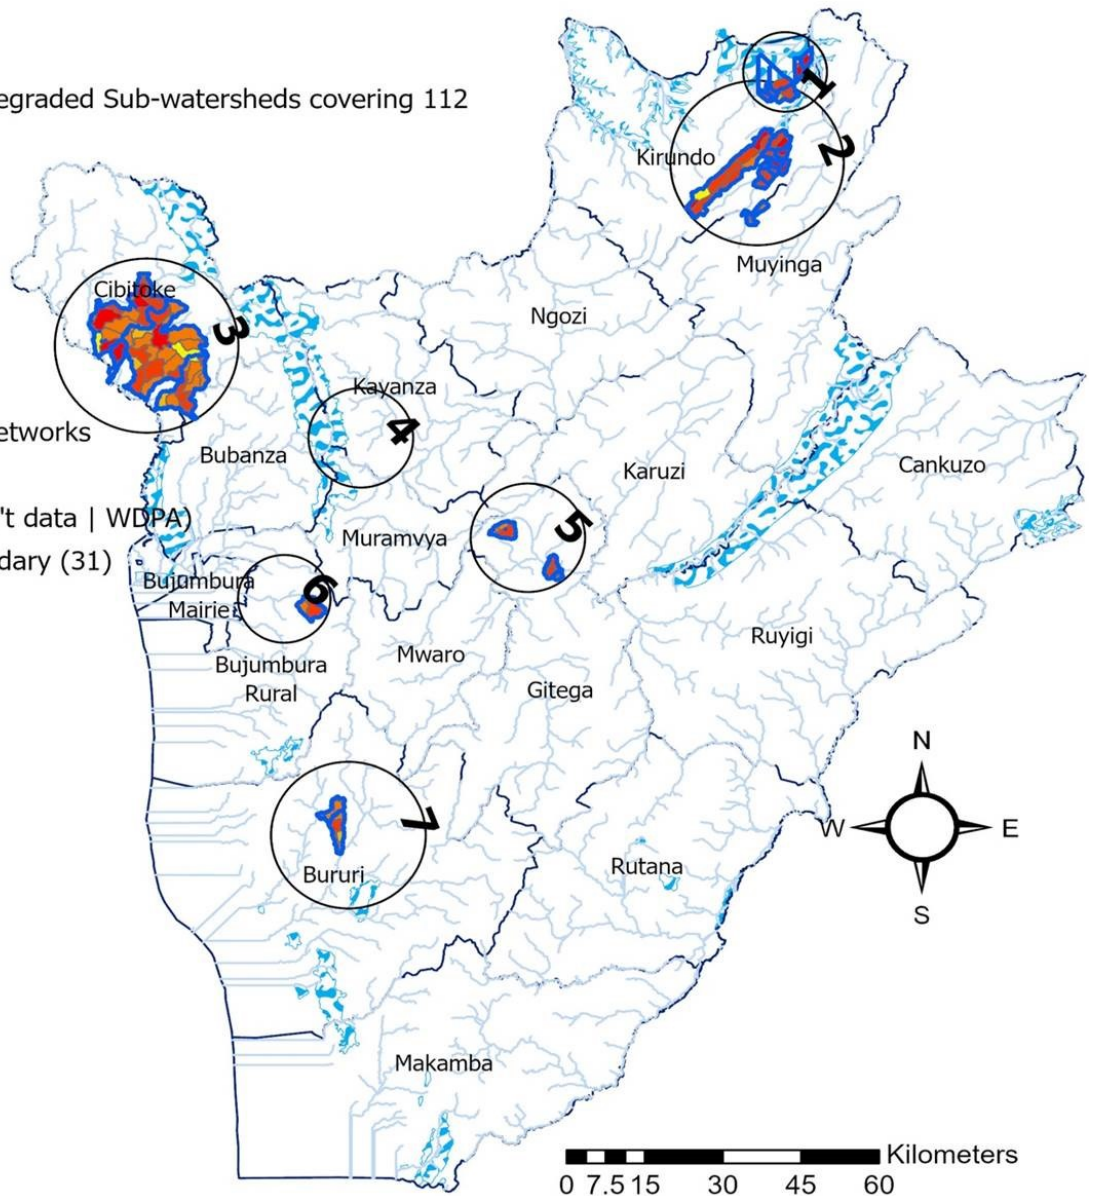 egraded Sub-watersheds covering 112
1
2
Kirundo
Muyinga
Cibitoke
3
Ngozi
Kayanza
4
etworks
Bubanza
Karuzi
Cankuzo
't data | WDPA)
Muramvya
5
dary (31)
Bujumbura
Mairie
6
Ruyigi
Bujumbura
Rural
Mwaro
Gitega
N
W
E
S
7
Bururi
Rutana
Makamba
Kilometers
0 7.5 15 30 45 60